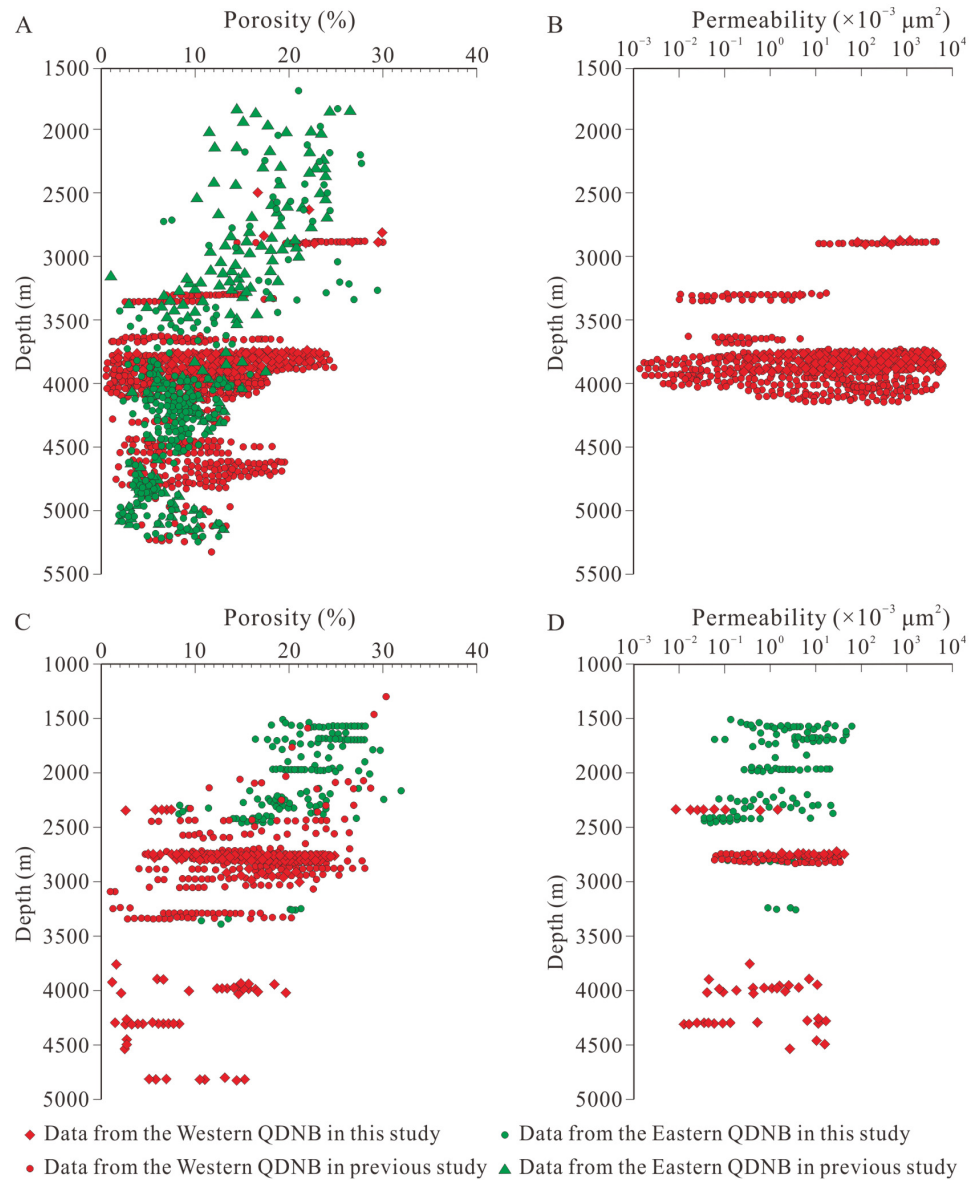 A
Porosity (%)
0 10 20 30 40
1500
2000
2500
3000
3500
4000
4500
5000
5500
Depth (m)
B
Permeability (×10⁻³ μm²)
10⁻³ 10⁻² 10⁻¹ 10⁰ 10¹ 10² 10³ 10⁴
1500
2000
2500
3000
3500
4000
4500
5000
5500
Depth (m)
C
Porosity (%)
0 10 20 30 40
1000
1500
2000
2500
3000
3500
4000
4500
5000
Depth (m)
D
Permeability (×10⁻³ μm²)
10⁻³ 10⁻² 10⁻¹ 10⁰ 10¹ 10² 10³ 10⁴
1000
1500
2000
2500
3000
3500
4000
4500
5000
Depth (m)
Data from the Western QDNB in this study
Data from the Eastern QDNB in this study
Data from the Western QDNB in previous study
Data from the Eastern QDNB in previous study